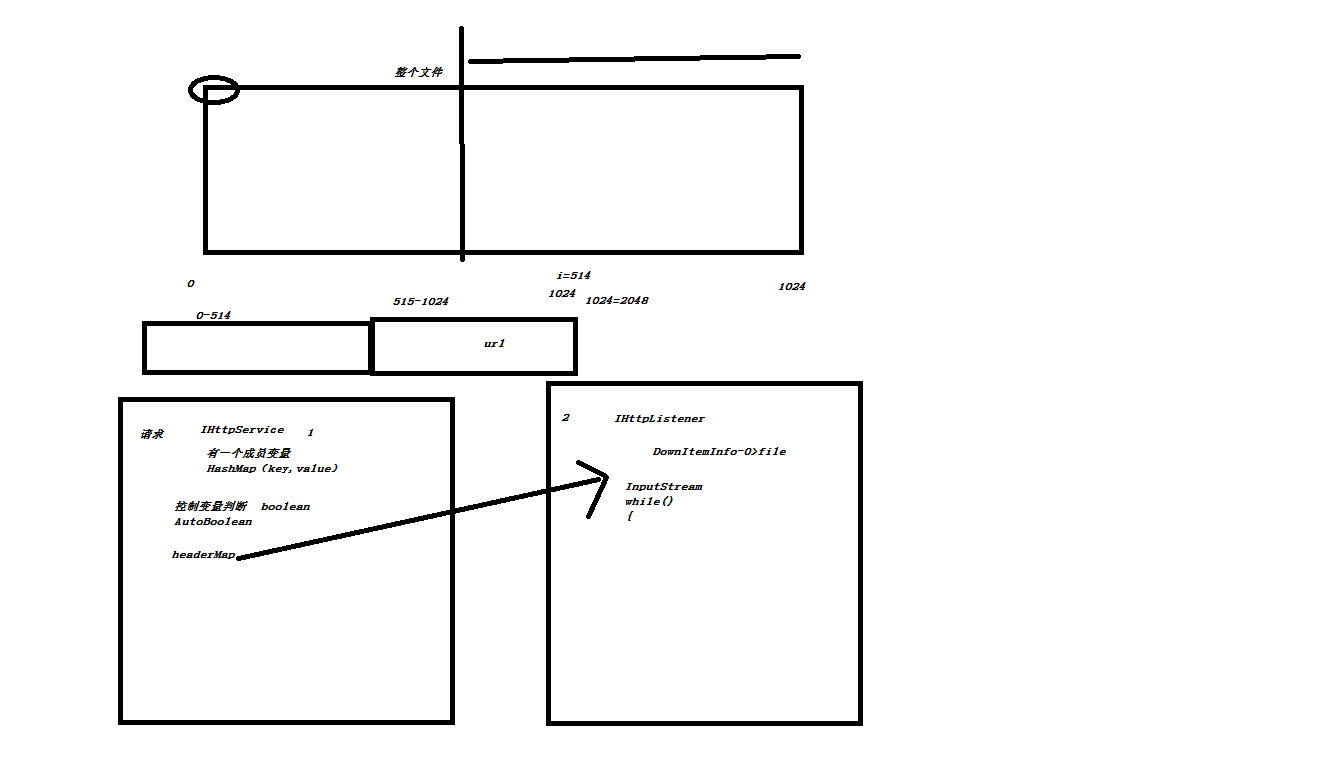 整个文件
0
i=514
1024
1024
1024=2048
515-1024
0-514
url
请求
IHttpService 1
有一个成员变量
HashMap（key,value）
控制变量判断 boolean
AutoBoolean
headerMap
2 IHttpListener
DownItemInfo-O>file
InputStream
while()
{